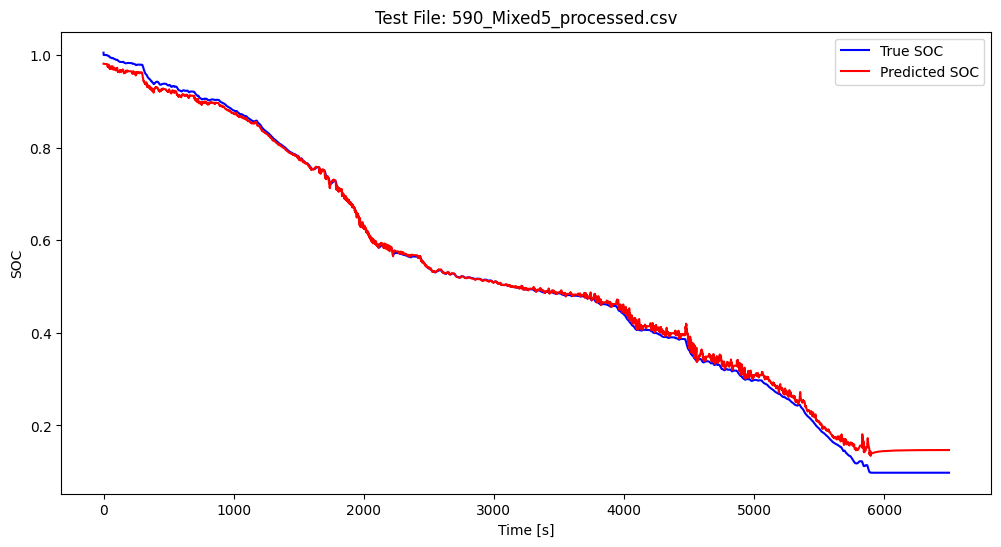 Test File: 590_Mixed5_processed.csv
True SOC
Predicted SOC
1.0
0.8
0.6
0.4
0.2
SOC
0
1000
2000
3000
4000
5000
6000
Time [s]